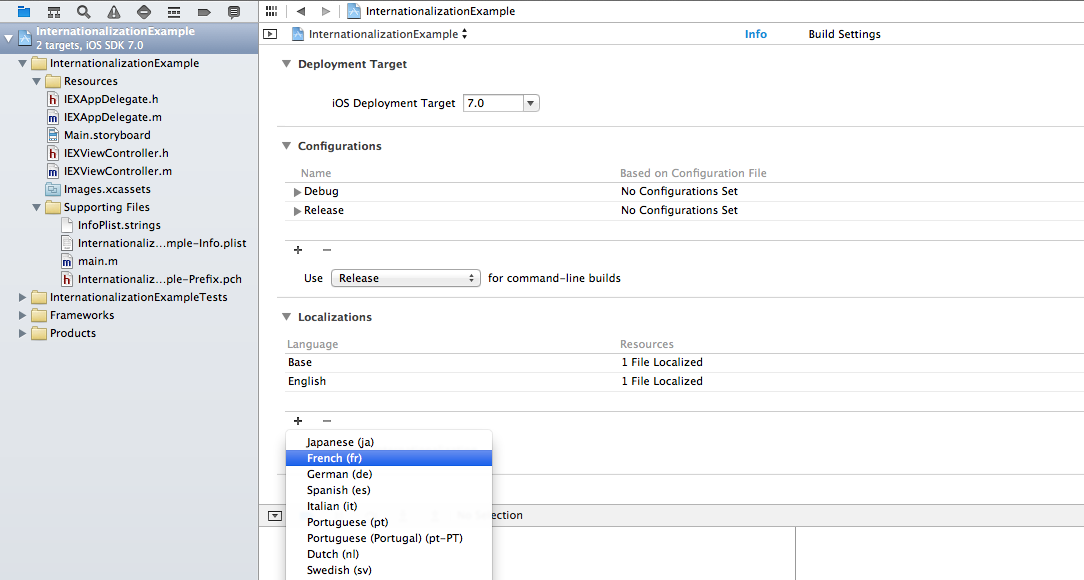 InternationalizationExample
InternationalizationExample
2 targets, iOS SDK 7.0
InternationalizationExample
Resources
IEXAppDelegate.h
IEXAppDelegate.m
Main.storyboard
IEXViewController.h
IEXViewController.m
Images.xcassets
Supporting Files
InfoPlist.strings
Internationaliz...mple-Info.plist
main.m
Internationaliz...ple-Prefix.pch
InternationalizationExampleTests
Frameworks
Products
InternationalizationExample Info Build Settings
Deployment Target
iOS Deployment Target 7.0
Configurations
Name Based on Configuration File
Debug No Configurations Set
Release No Configurations Set
+ −
Use Release for command-line builds
Localizations
Language Resources
Base 1 File Localized
English 1 File Localized
+ −
Japanese (ja)
French (fr)
German (de)
Spanish (es)
Italian (it)
Portuguese (pt)
Portuguese (Portugal) (pt-PT)
Dutch (nl)
Swedish (sv)